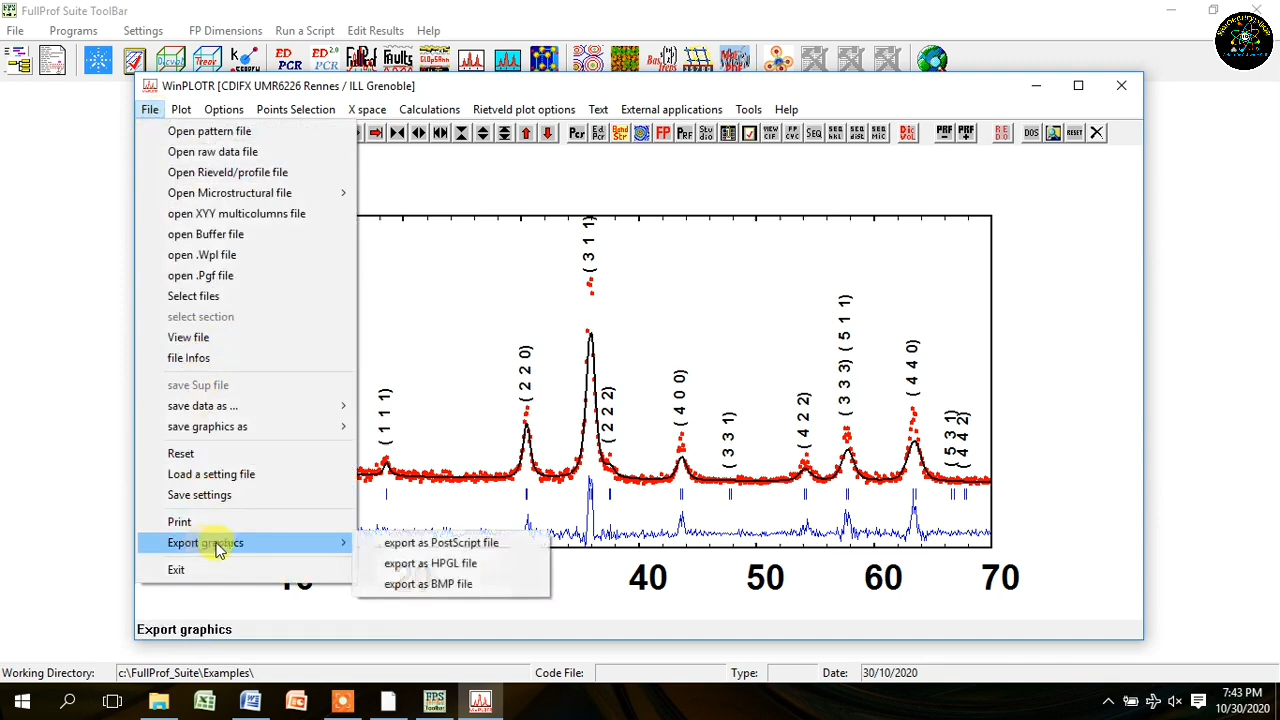 FullProf Suite ToolBar
File Programs Settings FP Dimensions Run a Script Edit Results Help
WinPLOTR [CDIFX UMR6226 Rennes / ILL Grenoble]
File Plot Options Points Selection X space Calculations Rietveld plot options Text External applications Tools Help
Open pattern file
Open raw data file
Open Rieveld/profile file
Open Microstructural file
open XYY multicolumns file
open Buffer file
open .Wpl file
open .Pgf file
Select files
select section
View file
file Infos
save Sup file
save data as ...
save graphics as
Reset
Load a setting file
Save settings
Print
Export graphics
Exit
export as PostScript file
export as HPGL file
export as BMP file
( 1 1 1)
( 2 2 0)
( 3 1 1)
( 2 2 2)
( 4 0 0)
( 3 3 1)
( 4 2 2)
( 3 3 3) ( 5 1 1)
( 4 4 0)
( 5 3 1)
( 4 4 2)
40 50 60 70
Export graphics
Working Directory: c:\FullProf_Suite\Examples\ Code File: Type: Date: 30/10/2020
7:43 PM
10/30/2020